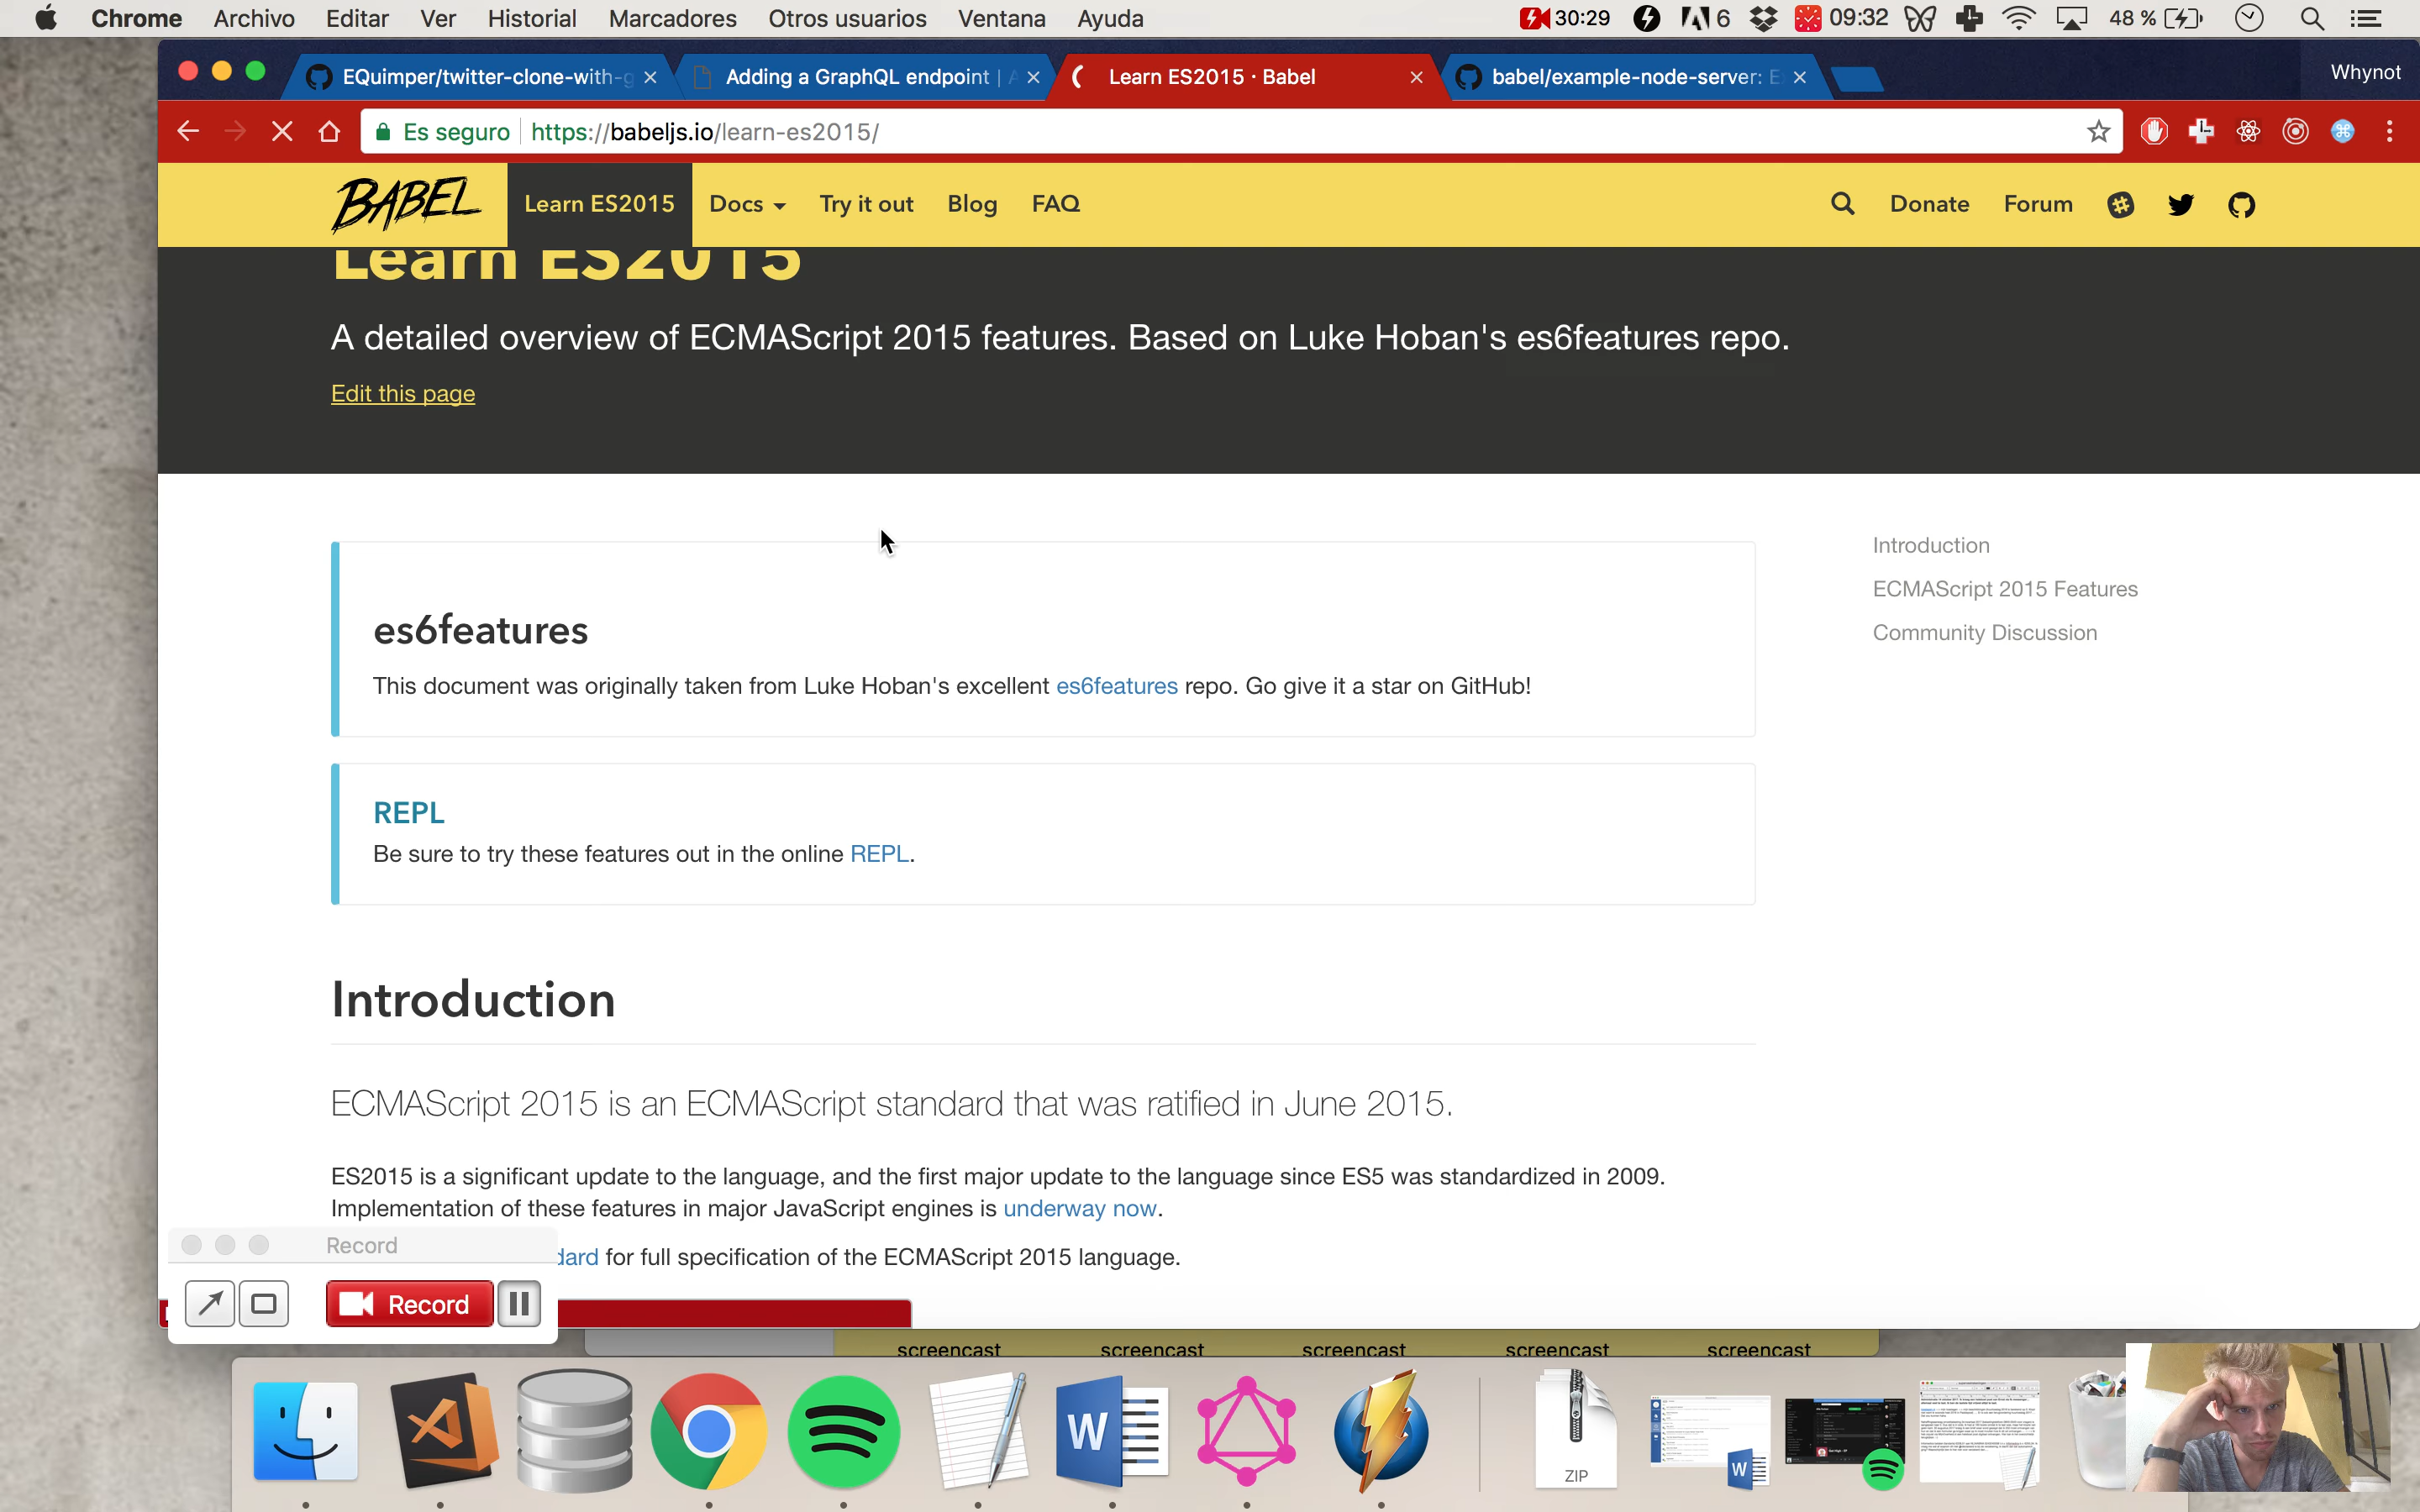 Chrome Archivo Editar Ver Historial Marcadores Otros usuarios Ventana Ayuda 30:29 6 09:32 48 %
EQuimper/twitter-clone-with-g Adding a GraphQL endpoint | Learn ES2015 · Babel babel/example-node-server: E Whynot
Es seguro https://babeljs.io/learn-es2015/
BABEL Learn ES2015 Docs Try it out Blog FAQ Donate Forum
Learn ES2015
A detailed overview of ECMAScript 2015 features. Based on Luke Hoban's es6features repo.
Edit this page
Introduction
ECMAScript 2015 Features
Community Discussion
es6features
This document was originally taken from Luke Hoban's excellent es6features repo. Go give it a star on GitHub!
REPL
Be sure to try these features out in the online REPL.
Introduction
ECMAScript 2015 is an ECMAScript standard that was ratified in June 2015.
ES2015 is a significant update to the language, and the first major update to the language since ES5 was standardized in 2009.
Implementation of these features in major JavaScript engines is underway now.
dard for full specification of the ECMAScript 2015 language.
Record
Record
screencast screencast screencast screencast screencast
W
ZIP
W